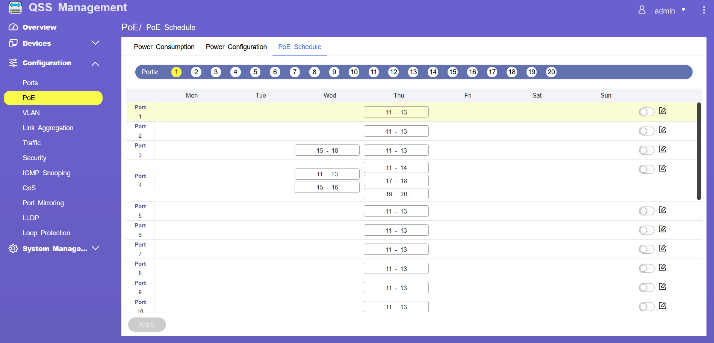 QSS Management
admin
Overview
Devices
Configuration
Ports
PoE
VLAN
Link Aggregation
Traffic
Security
IGMP Snooping
QoS
Port Mirroring
LLDP
Loop Protection
System Manage...
PoE/ PoE Schedule
Power Consumption Power Configuration PoE Schedule
Ports: 1 2 3 4 5 6 7 8 9 10 11 12 13 14 15 16 17 18 19 20
Mon Tue Wed Thu Fri Sat Sun
Port
1
11 - 13
Port
2
11 - 13
Port
3
15 - 18 11 - 13
Port
4
11 - 13 11 - 14
15 - 16 17 - 18
19 - 20
Port
5
11 - 13
Port
6
11 - 13
Port
7
11 - 13
Port
8
11 - 13
Port
9
11 - 13
Port
10
11 - 13
Apply